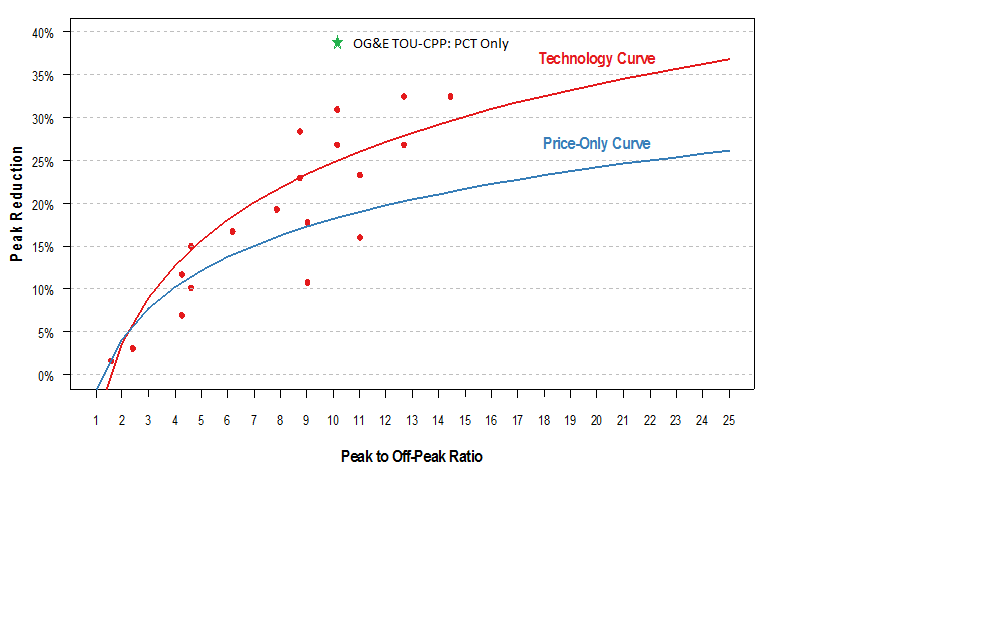 40%
OG&E TOU-CPP: PCT Only
Technology Curve
35%
30%
Price-Only Curve
25%
20%
15%
10%
5%
0%
Peak Reduction
1 2 3 4 5 6 7 8 9 10 11 12 13 14 15 16 17 18 19 20 21 22 23 24 25
Peak to Off-Peak Ratio